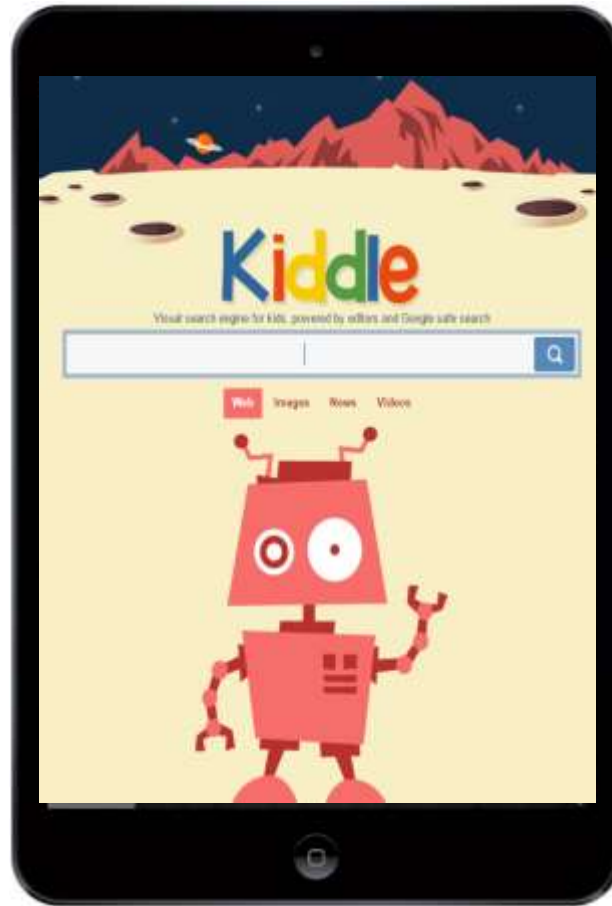 Kiddle
Visual search engine for kids, powered by editors and Google safe search
Web Images News Videos